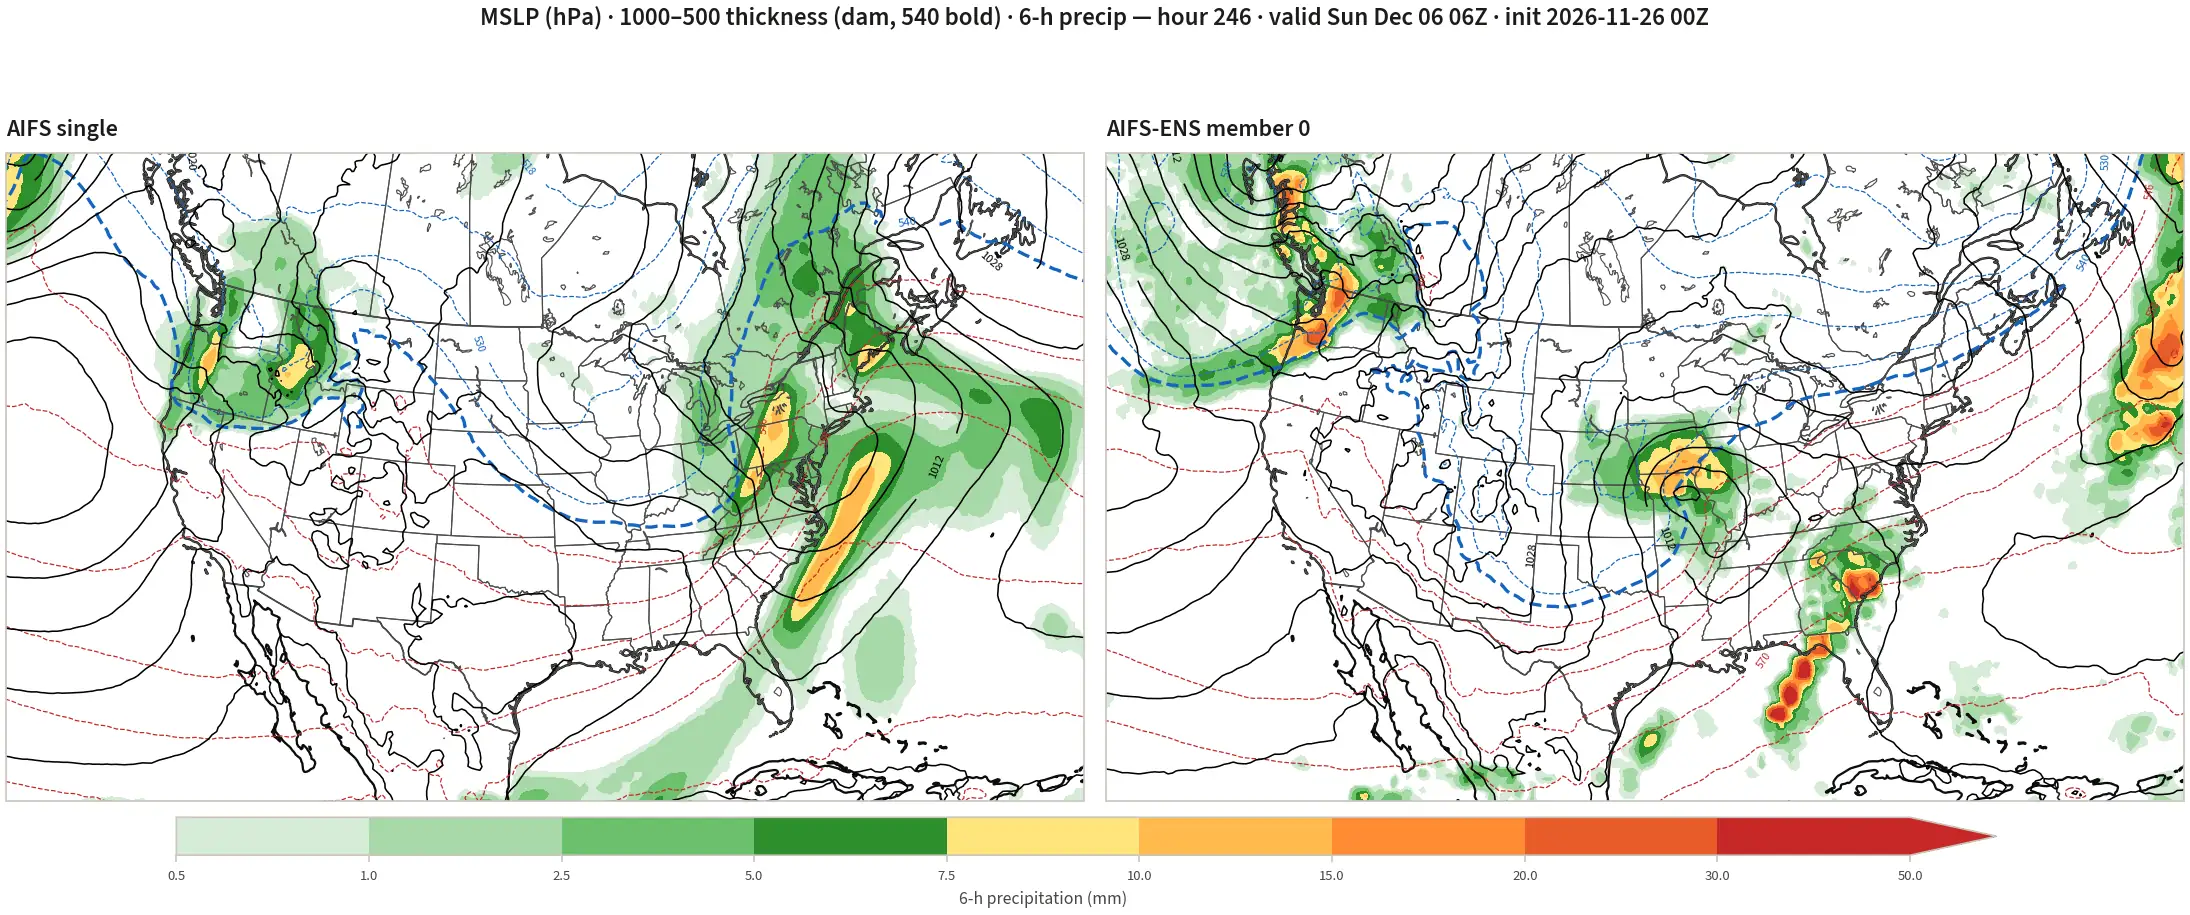 MSLP (hPa) · 1000–500 thickness (dam, 540 bold) · 6-h precip — hour 246 · valid Sun Dec 06 06Z · init 2026-11-26 00Z
AIFS single
AIFS-ENS member 0
518
540
1028
530
1012
530
540
1028
1028
570
0.5 1.0 2.5 5.0 7.5 10.0 15.0 20.0 30.0 50.0
6-h precipitation (mm)